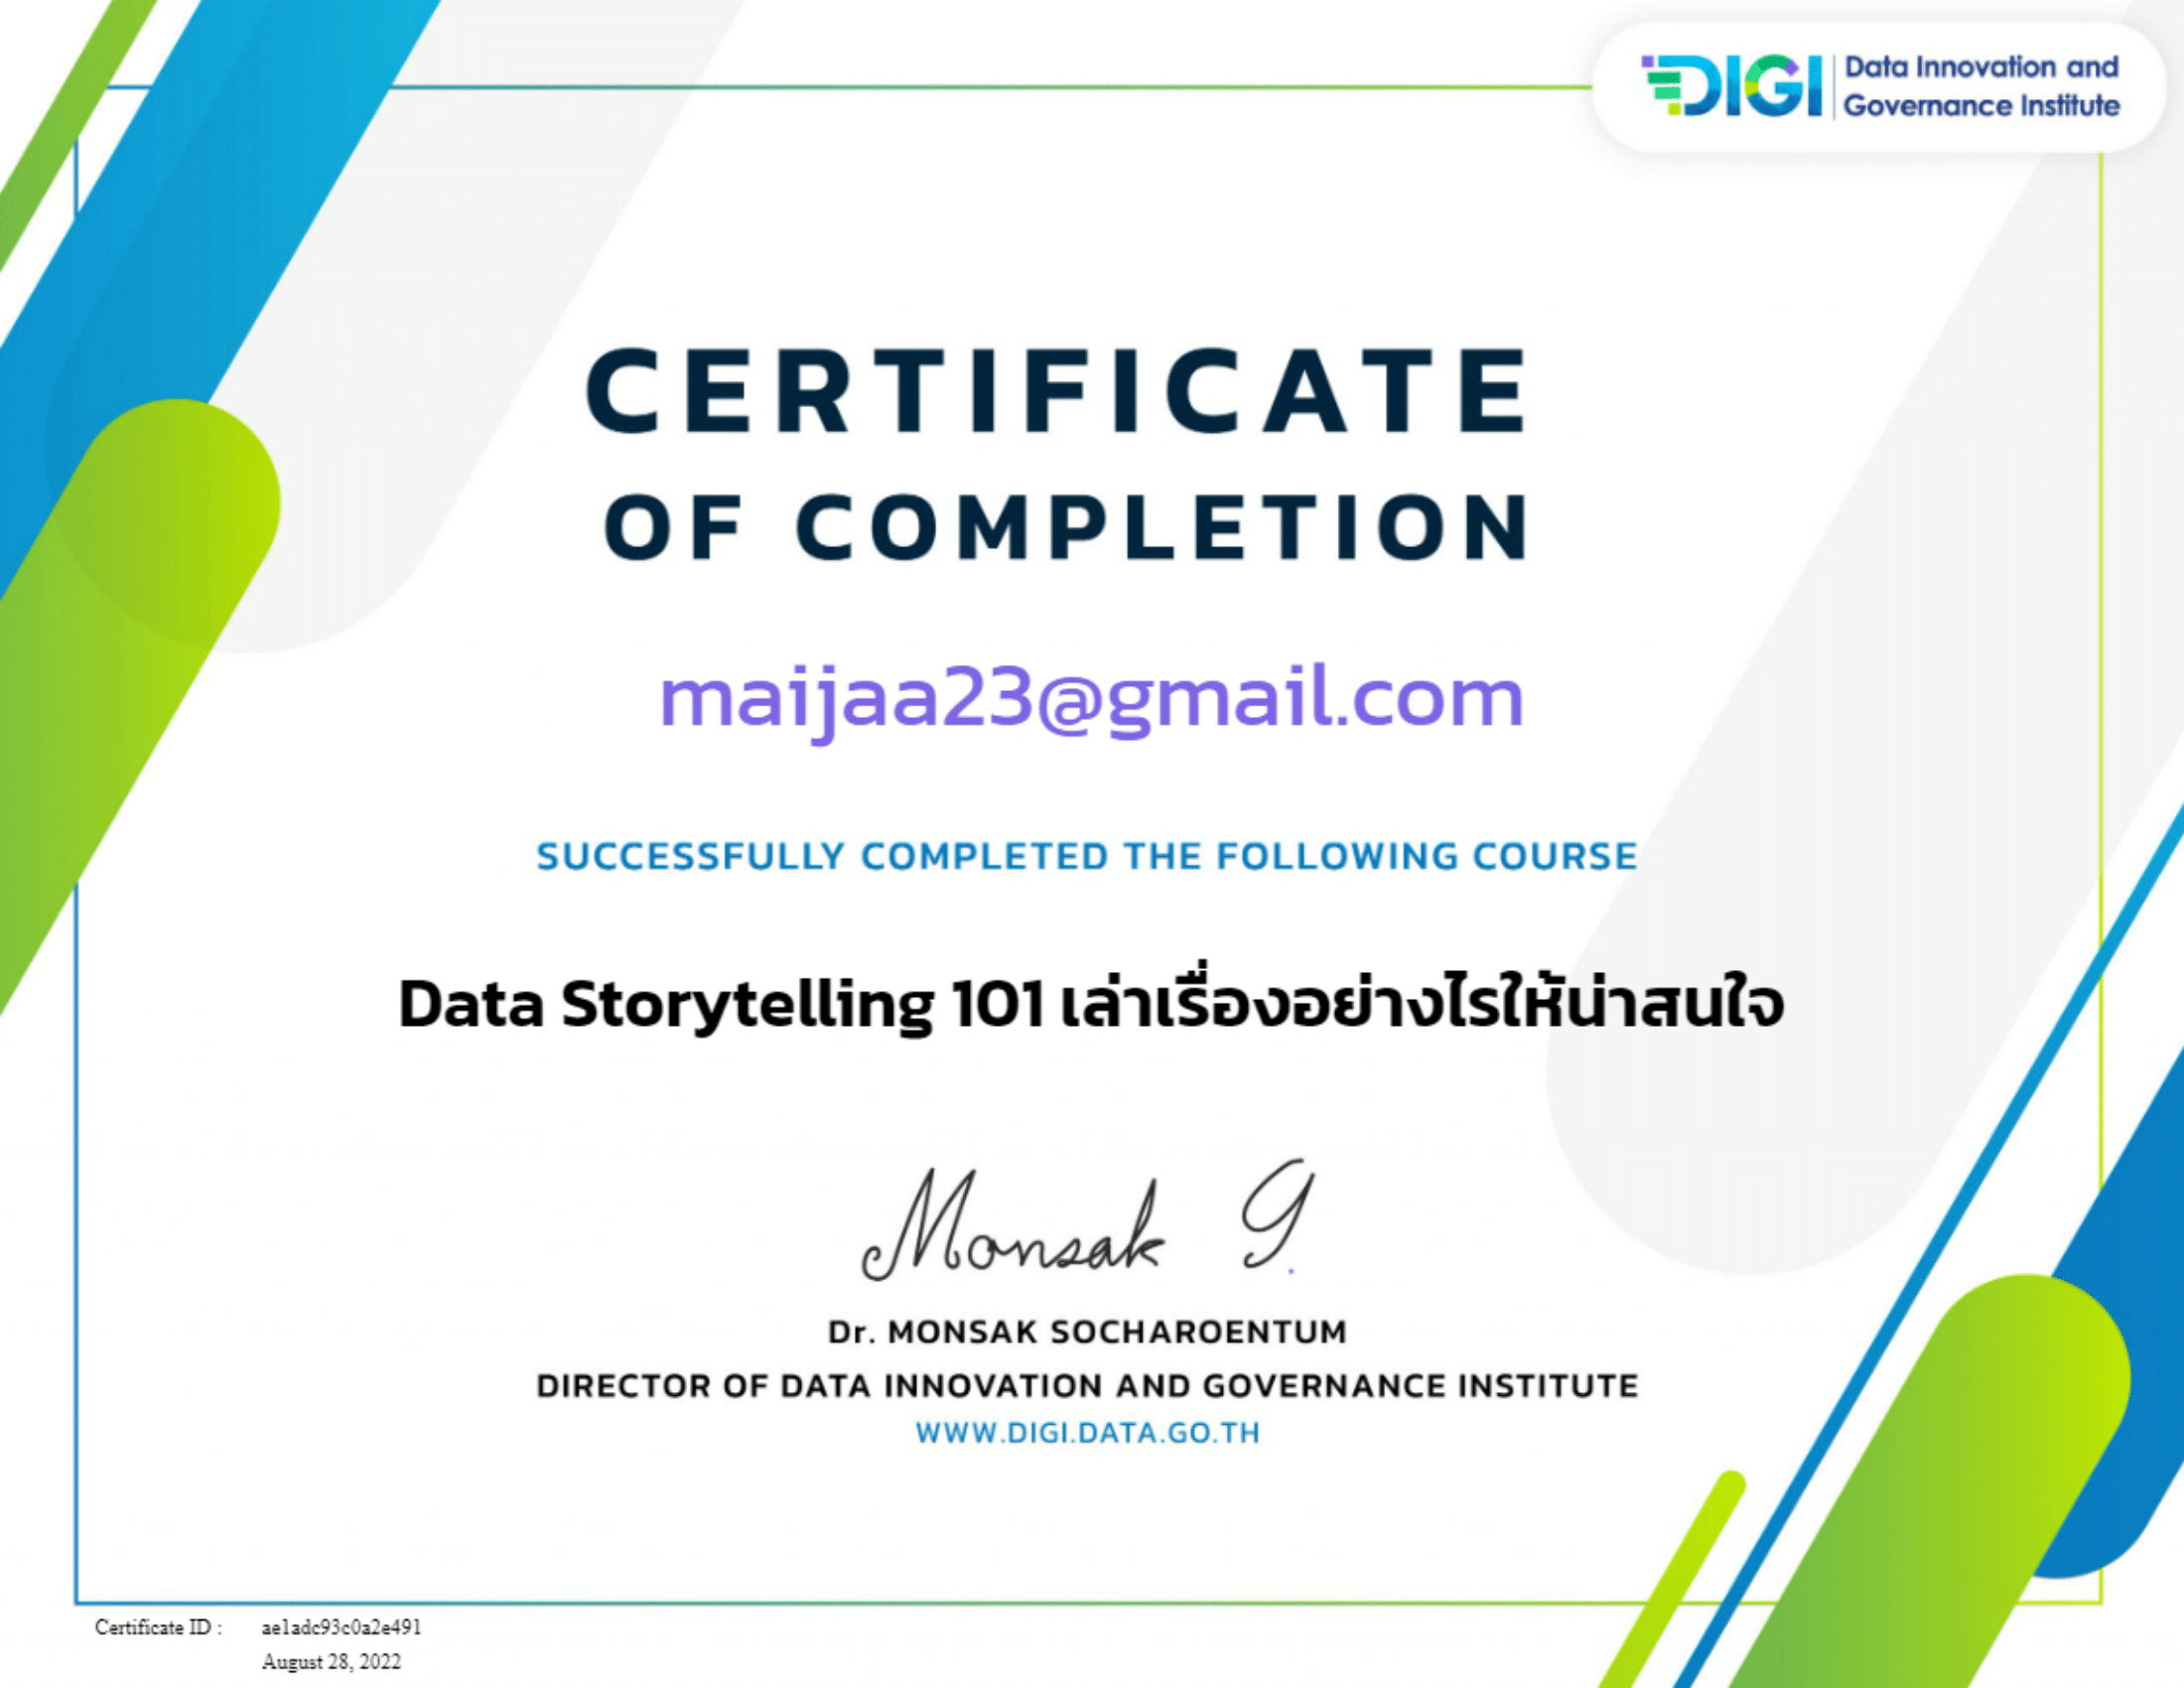 DIGI Data Innovation and
Governance Institute
CERTIFICATE
OF COMPLETION
maijaa23@gmail.com
SUCCESSFULLY COMPLETED THE FOLLOWING COURSE
Data Storytelling 101 เล่าเรื่องอย่างไรให้น่าสนใจ
Monsak G.
Dr. MONSAK SOCHAROENTUM
DIRECTOR OF DATA INNOVATION AND GOVERNANCE INSTITUTE
WWW.DIGI.DATA.GO.TH
Certificate ID : ae1adc93c0a2e491
August 28, 2022